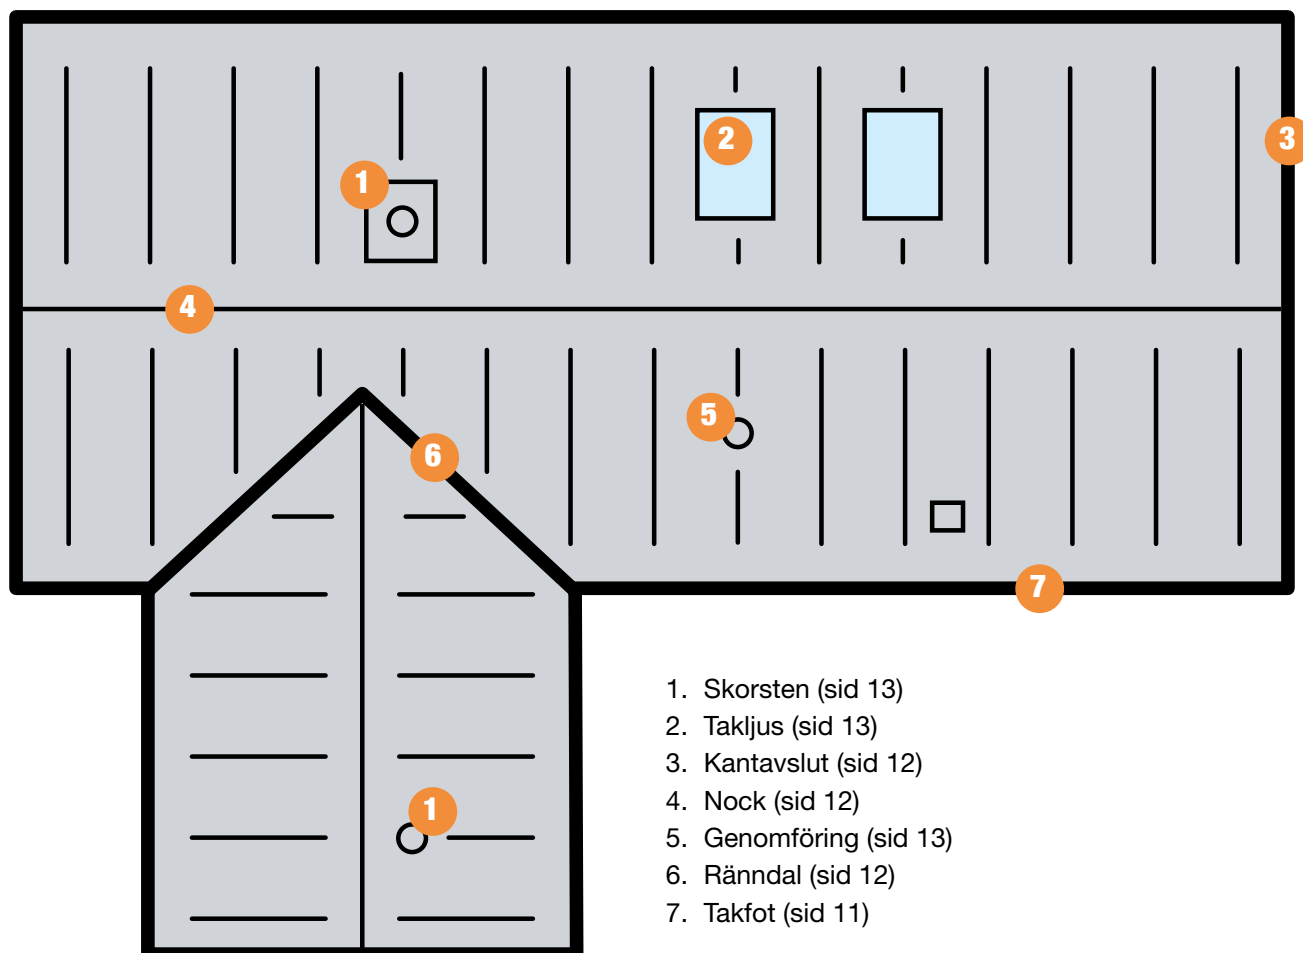 2
3
1
4
5
6
7
1
1. Skorsten (sid 13)
2. Takljus (sid 13)
3. Kantavslut (sid 12)
4. Nock (sid 12)
5. Genomföring (sid 13)
6. Ränndal (sid 12)
7. Takfot (sid 11)